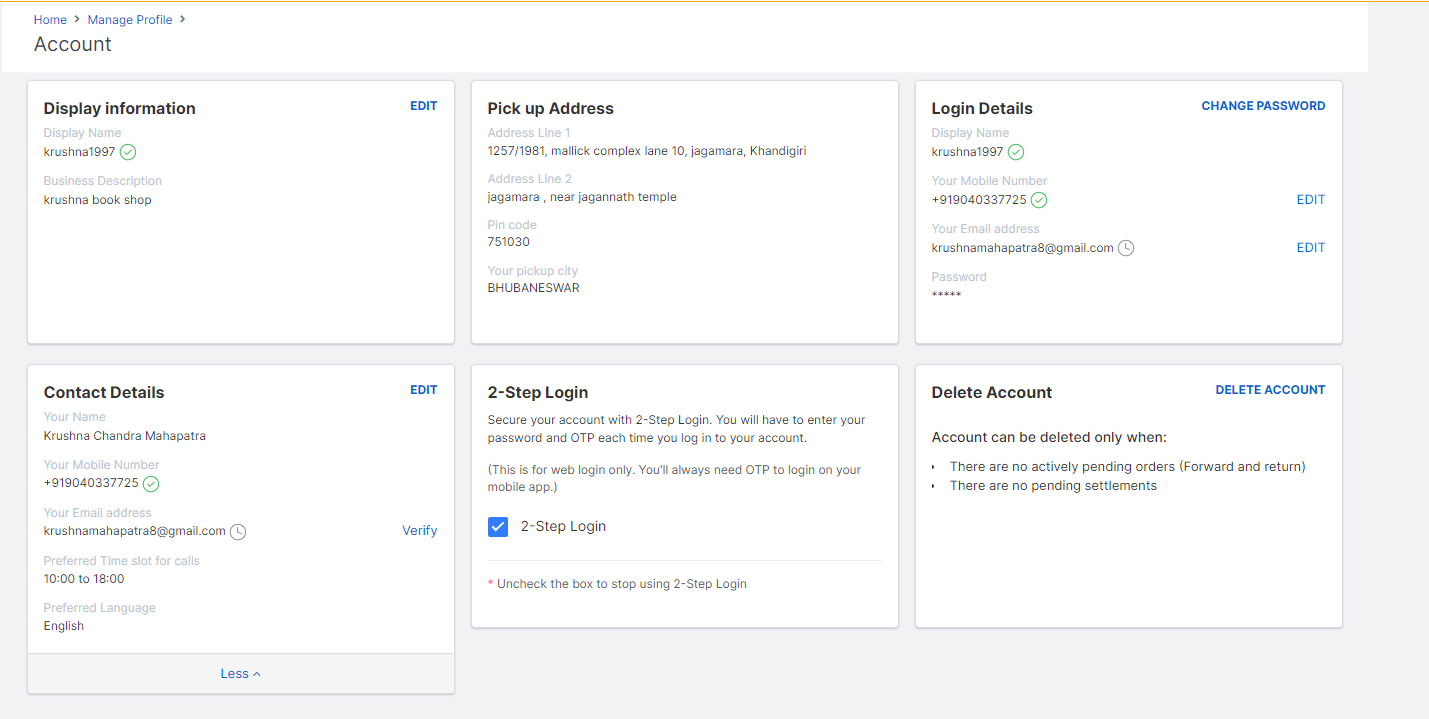 Home > Manage Profile >
Account
Display information EDIT
Display Name
krushna1997
Business Description
krushna book shop
Pick up Address
Address Line 1
1257/1981, mallick complex lane 10, jagamara, Khandigiri
Address Line 2
jagamara , near jagannath temple
Pin code
751030
Your pickup city
BHUBANESWAR
Login Details CHANGE PASSWORD
Display Name
krushna1997
Your Mobile Number
+919040337725 EDIT
Your Email address
krushnamahapatra8@gmail.com EDIT
Password
*****
Contact Details EDIT
Your Name
Krushna Chandra Mahapatra
Your Mobile Number
+919040337725
Your Email address
krushnamahapatra8@gmail.com Verify
Preferred Time slot for calls
10:00 to 18:00
Preferred Language
English
Less
2-Step Login
Secure your account with 2-Step Login. You will have to enter your
password and OTP each time you log in to your account.
(This is for web login only. You'll always need OTP to login on your
mobile app.)
2-Step Login
* Uncheck the box to stop using 2-Step Login
Delete Account DELETE ACCOUNT
Account can be deleted only when:
• There are no actively pending orders (Forward and return)
• There are no pending settlements